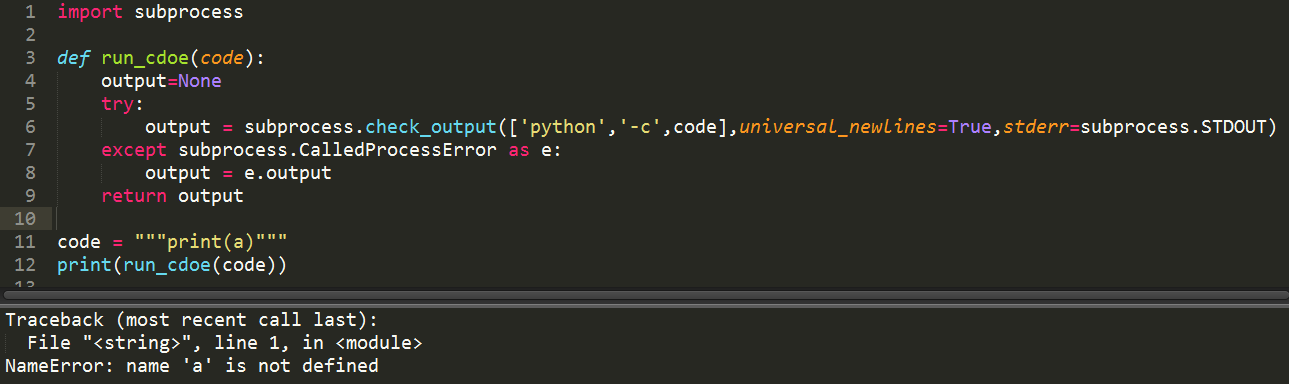 1 import subprocess
2
3 def run_cdoe(code):
4     output=None
5     try:
6         output = subprocess.check_output(['python','-c',code],universal_newlines=True,stderr=subprocess.STDOUT)
7     except subprocess.CalledProcessError as e:
8         output = e.output
9     return output
10
11 code = """print(a)"""
12 print(run_cdoe(code))
13
Traceback (most recent call last):
  File "<string>", line 1, in <module>
NameError: name 'a' is not defined